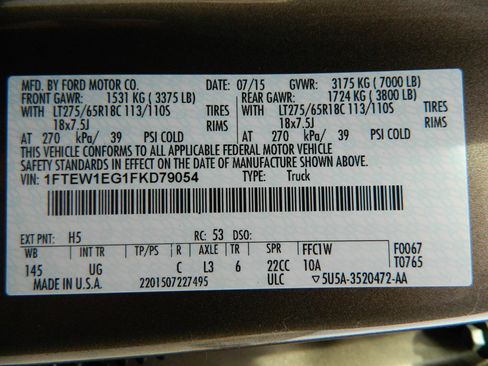 MFD. BY FORD MOTOR CO. 07/15 GVWR: 3175 KG ( 7000 LB)
FRONT GAWR: 1531 KG ( 3375 LB) REAR GAWR: 1724 KG ( 3800 LB)
WITH LT275/65R18C 113/110S TIRES WITH LT275/65R18C 113/110S TIRES
18x7.5J RIMS 18x7.5J RIMS
AT 270 kPa/ 39 PSI COLD AT 270 kPa/ 39 PSI COLD
THIS VEHICLE CONFORMS TO ALL APPLICABLE FEDERAL MOTOR VEHICLE
SAFETY STANDARDS IN EFFECT ON THE DATE OF MANUFACTURE SHOWN ABOVE.
VIN: 1FTEW1EG1FKD79054 TYPE: Truck
EXT PNT: H5 RC: 53 DSO:
WB INT TR TP/PS R AXLE TR SPR FFC1W F0067
145 UG C L3 6 22CC 10A T0765
MADE IN U.S.A. 2201507227495 ULC ▽5U5A-3520472-AA